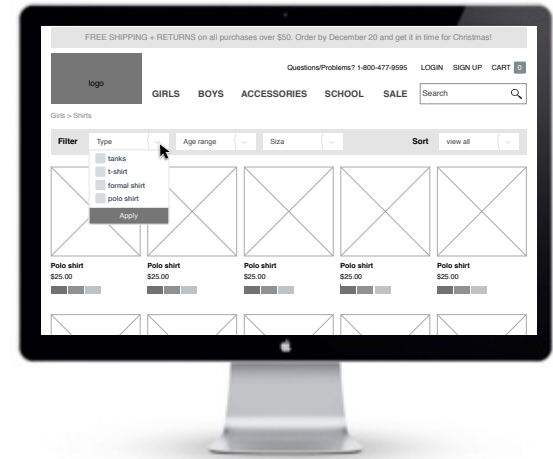 FREE SHIPPING + RETURNS on all purchases over $50. Order by December 20 and get it in time for Christmas!
Questions/Problems? 1-800-477-9595 LOGIN SIGN UP CART 0
logo
GIRLS BOYS ACCESSORIES SCHOOL SALE Search
Girls > Shirts
Filter Type Age range Siza Sort view all
tanks
t-shirt
formal shirt
polo shirt
Apply
Polo shirt Polo shirt Polo shirt Polo shirt Polo shirt
$25.00 $25.00 $25.00 $25.00 $25.00